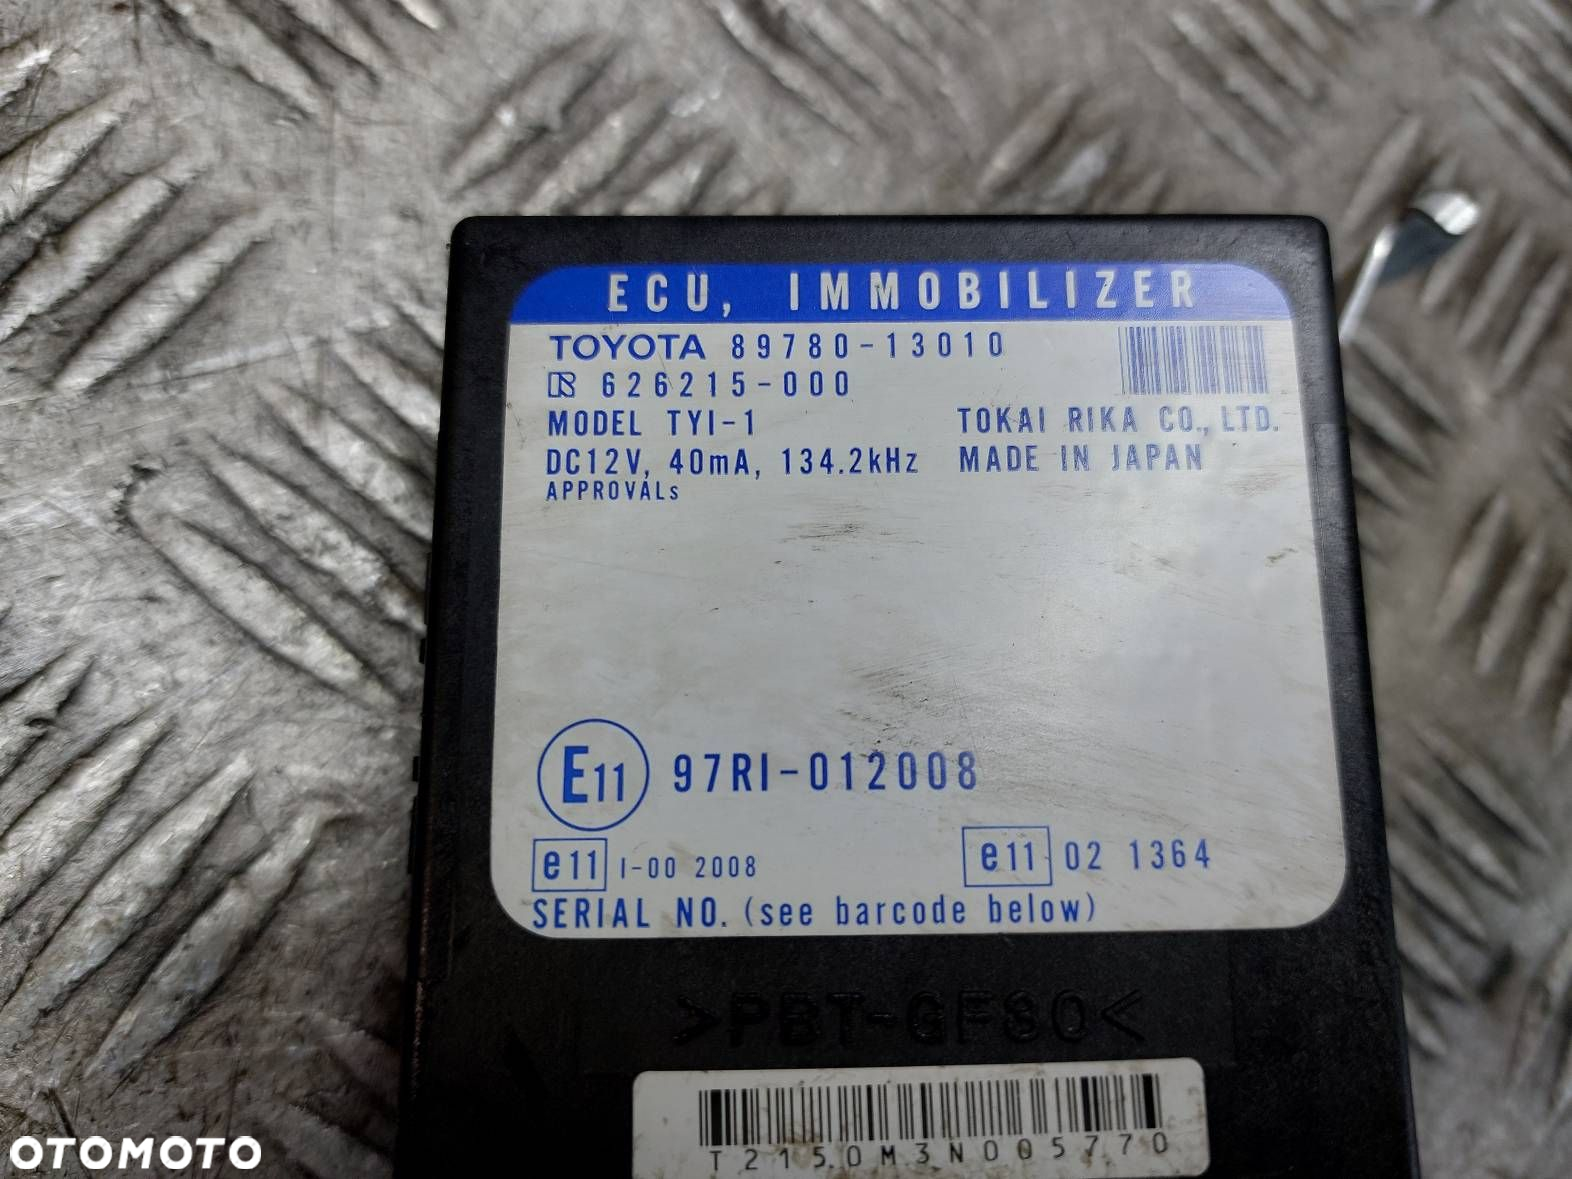 ECU, IMMOBILIZER
TOYOTA 89780-13010
626215-000
MODEL TYI-1
TOKAI RIKA CO., LTD.
DC12V, 40mA, 134.2kHz
MADE IN JAPAN
APPROVALs
E11 97RI-012008
e11 I-00 2008
e11 02 1364
SERIAL NO. (see barcode below)
>PBT-GF30<
T2150M3N005770
OTOMOTO